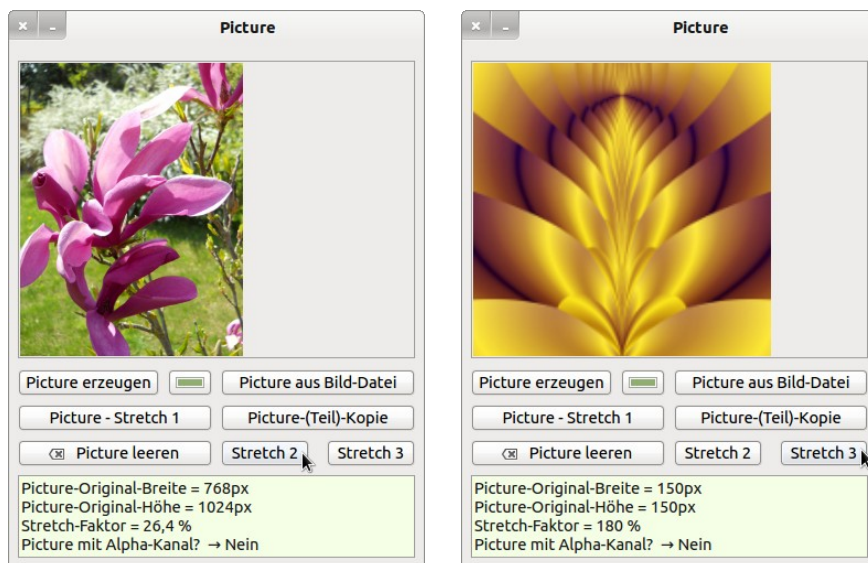 Picture
Picture erzeugen
Picture aus Bild-Datei
Picture - Stretch 1
Picture-(Teil)-Kopie
Picture leeren
Stretch 2
Stretch 3
Picture-Original-Breite = 768px
Picture-Original-Höhe = 1024px
Stretch-Faktor = 26,4 %
Picture mit Alpha-Kanal? → Nein
Picture
Picture erzeugen
Picture aus Bild-Datei
Picture - Stretch 1
Picture-(Teil)-Kopie
Picture leeren
Stretch 2
Stretch 3
Picture-Original-Breite = 150px
Picture-Original-Höhe = 150px
Stretch-Faktor = 180 %
Picture mit Alpha-Kanal? → Nein